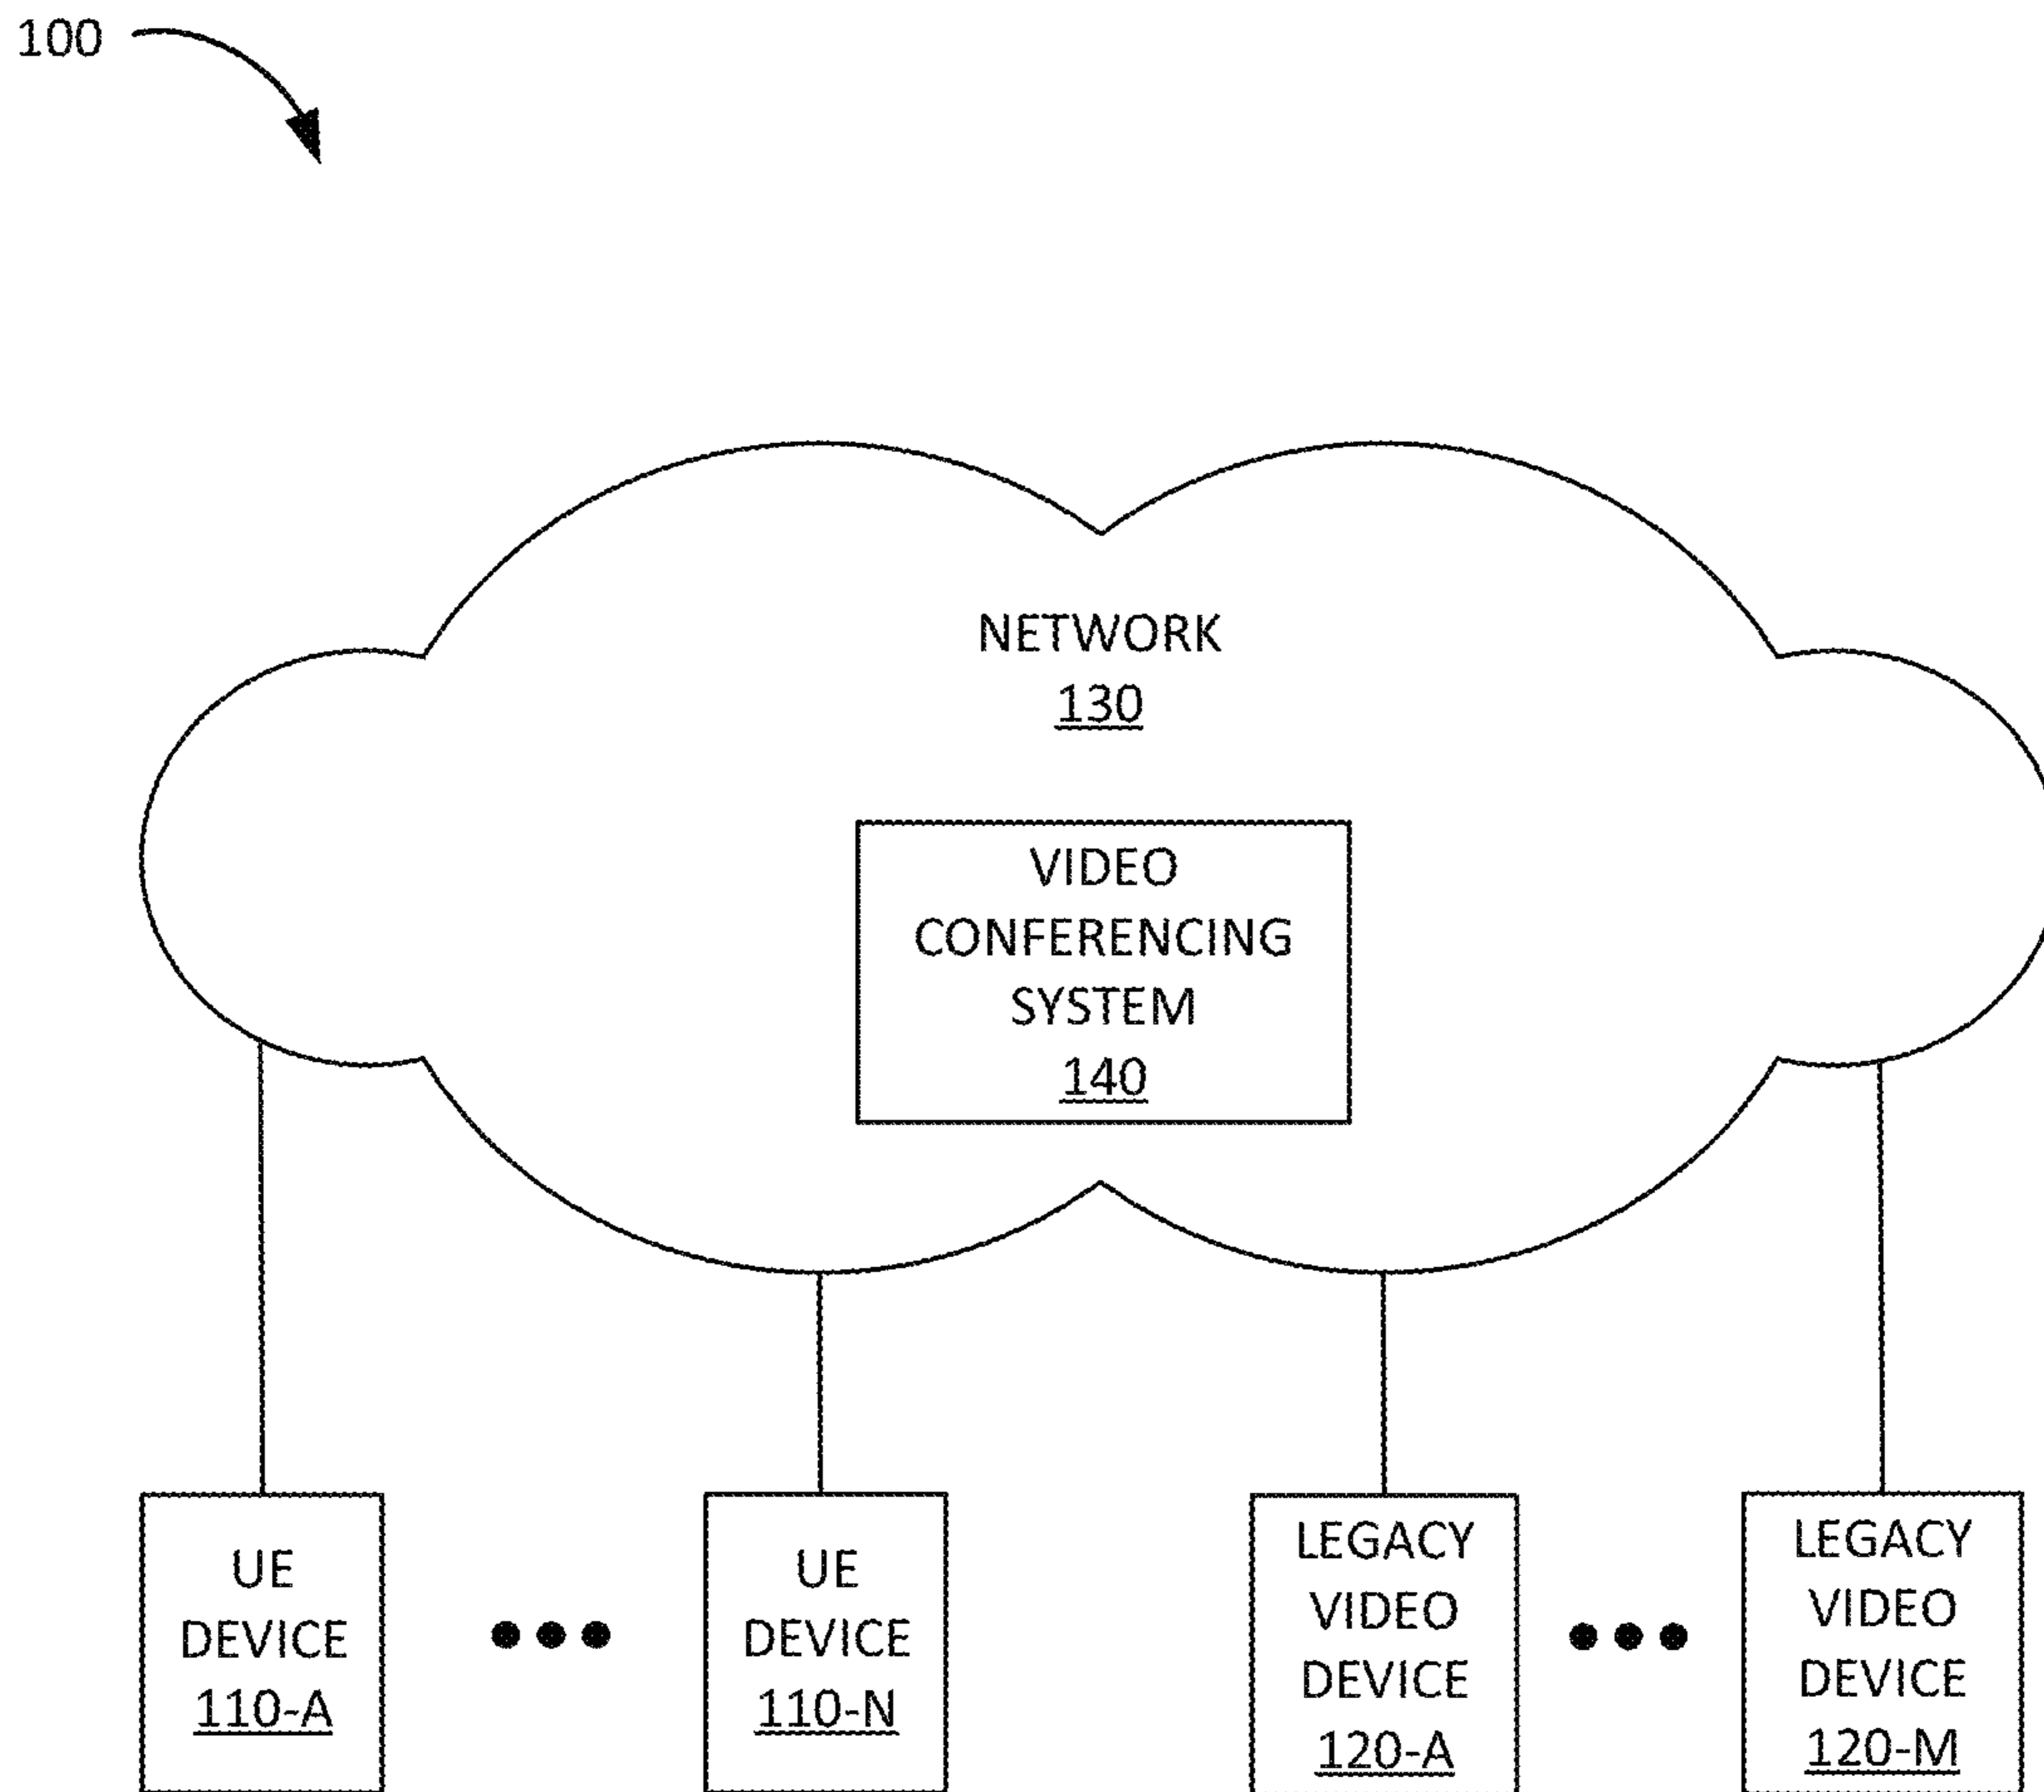 100
NETWORK
130
VIDEO
CONFERENCING
SYSTEM
140
UE
DEVICE
110-A
UE
DEVICE
110-N
LEGACY
VIDEO
DEVICE
120-A
LEGACY
VIDEO
DEVICE
120-M